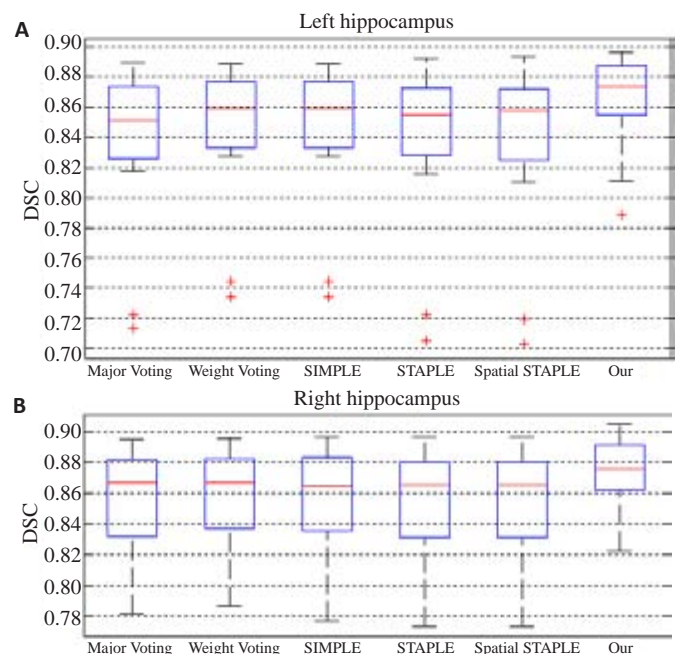 A
Left hippocampus
0.90
0.88
0.86
0.84
0.82
0.80
0.78
0.76
0.74
0.72
0.70
DSC
Major Voting Weight Voting SIMPLE STAPLE Spatial STAPLE Our
B
Right hippocampus
0.90
0.88
0.86
0.84
0.82
0.80
0.78
DSC
Major Voting Weight Voting SIMPLE STAPLE Spatial STAPLE Our